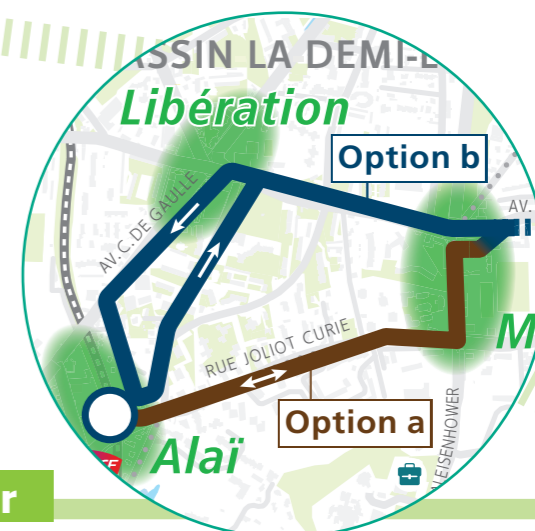 ASSIN LA DEMI-L
Libération
Option b
AV.
AV. C. DE GAULLE
M
RUE JOLIOT CURIE
Option a
EISENHOWER
Alaï
r